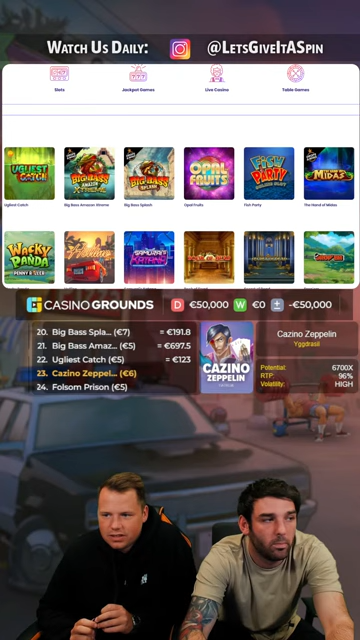 WATCH US DAILY: @LETSGIVEITASPIN
Slots
Jackpot Games
Live Casino
Table Games
UGLIEST CATCH
BIG BASS AMAZON XTREME
BIG BASS SPLASH
OPAL FRUITS
FISH PARTY
MIDAS
Ugliest Catch
Big Bass Amazon Xtreme
Big Bass Splash
Opal Fruits
Fish Party
The Hand of Midas
WACKY PANDA
CASINO GROUNDS D €50,000 W €0 ± -€50,000
20. Big Bass Spla... (€7) = €191.8
21. Big Bass Amaz... (€5) = €697.5
22. Ugliest Catch (€5) = €123
23. Cazino Zeppel... (€6)
24. Folsom Prison (€5)
CAZINO ZEPPELIN
Cazino Zeppelin
Yggdrasil
Potential: 6700X
RTP: 96%
Volatility: HIGH